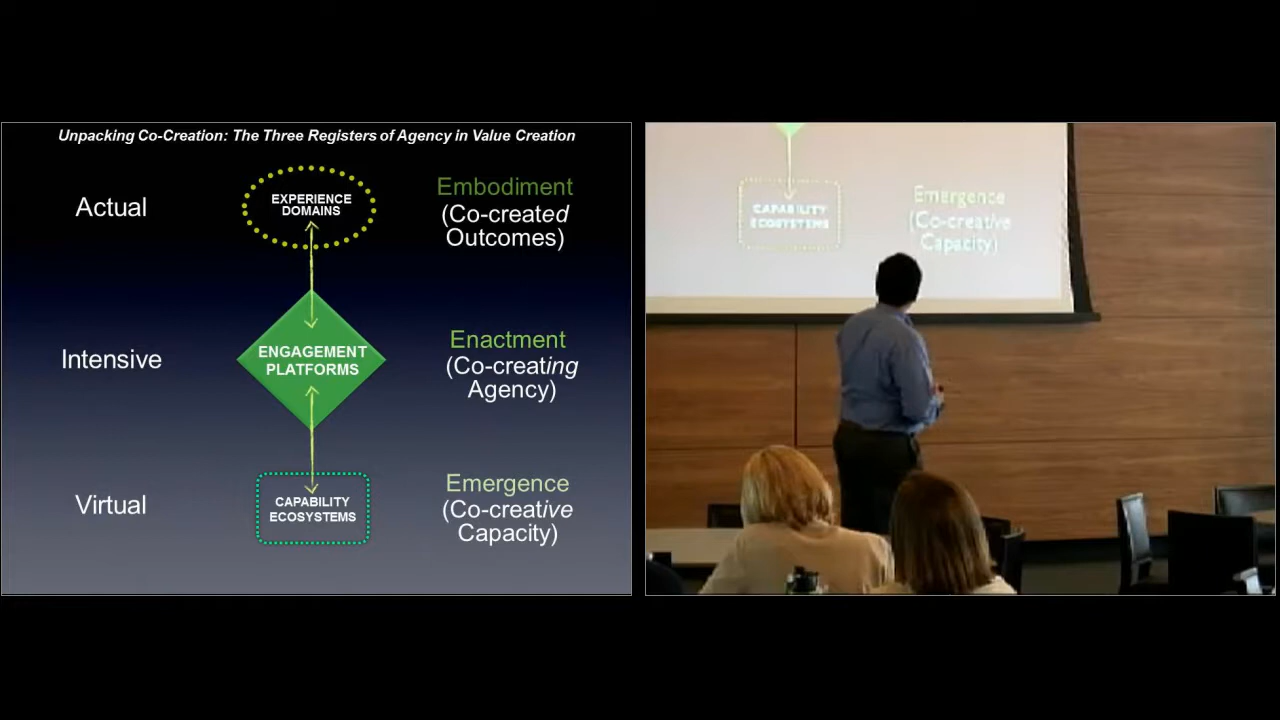 Unpacking Co-Creation: The Three Registers of Agency in Value Creation
Actual
EXPERIENCE
DOMAINS
Embodiment
(Co-created
Outcomes)
Intensive
ENGAGEMENT
PLATFORMS
Enactment
(Co-creating
Agency)
Virtual
CAPABILITY
ECOSYSTEMS
Emergence
(Co-creative
Capacity)
CAPABILITY
ECOSYSTEMS
Emergence
(Co-creative
Capacity)